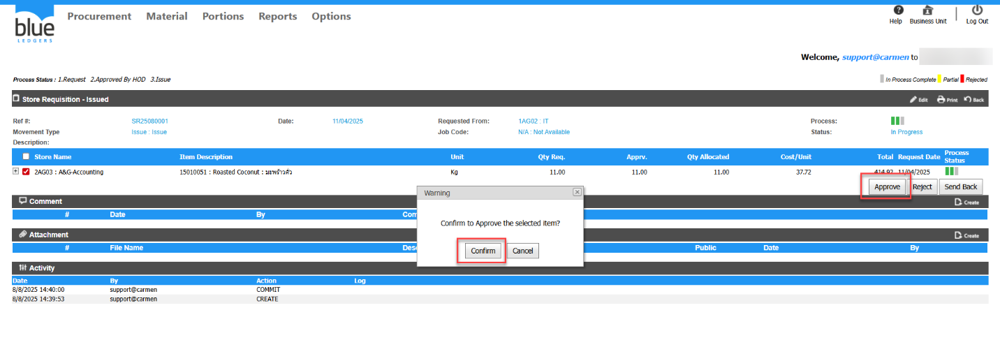 Procurement Material Portions Reports Options
blue
LEDGERS
Help Business Unit Log Out
Welcome, support@carmen to
Process Status : 1.Request 2.Approved By HOD 3.Issue
In Process Complete Partial Rejected
Store Requisition - Issued
Edit Print Back
Ref #: SR25080001 Date: 11/04/2025 Requested From: 1AG02 : IT Process:
Movement Type Issue : Issue Job Code: N/A : Not Available Status: In Progress
Description:
Store Name Item Description Unit Qty Req. Apprv. Qty Allocated Cost/Unit Total Request Date Process Status
2AG03 : A&G-Accounting 15010051 : Roasted Coconut : มะพร้าวคั่ว Kg 11.00 11.00 11.00 37.72 414.92 11/04/2025
Approve Reject Send Back
Warning
Confirm to Approve the selected item?
Confirm Cancel
Comment Create
# Date By Com
Attachment Create
# File Name Desc Public Date By
Activity
Date By Action Log
8/8/2025 14:40:00 support@carmen COMMIT
8/8/2025 14:39:53 support@carmen CREATE